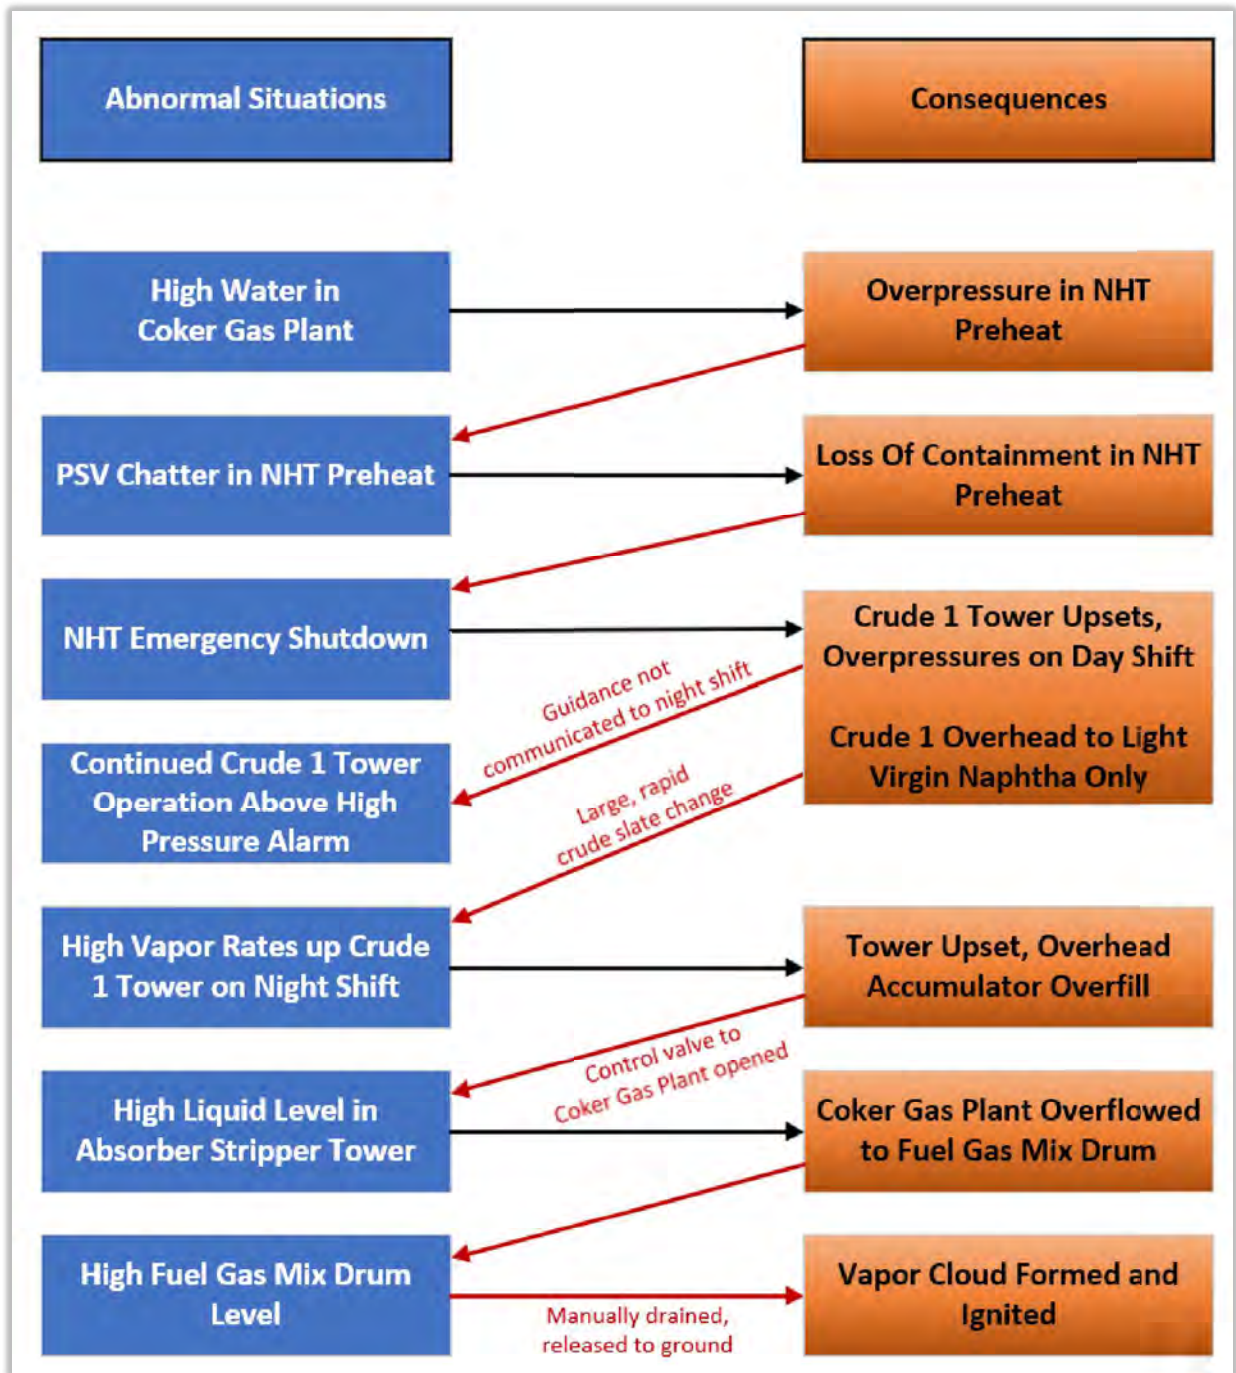 Abnormal Situations
Consequences
High Water in
Coker Gas Plant
Overpressure in NHT
Preheat
PSV Chatter in NHT Preheat
Loss Of Containment in NHT
Preheat
NHT Emergency Shutdown
Crude 1 Tower Upsets,
Overpressures on Day Shift
Crude 1 Overhead to Light
Virgin Naphtha Only
Guidance not
communicated to night shift
Continued Crude 1 Tower
Operation Above High
Pressure Alarm
Large, rapid
crude slate change
High Vapor Rates up Crude
1 Tower on Night Shift
Tower Upset, Overhead
Accumulator Overfill
Control valve to
Coker Gas Plant opened
High Liquid Level in
Absorber Stripper Tower
Coker Gas Plant Overflowed
to Fuel Gas Mix Drum
High Fuel Gas Mix Drum
Level
Manually drained,
released to ground
Vapor Cloud Formed and
Ignited